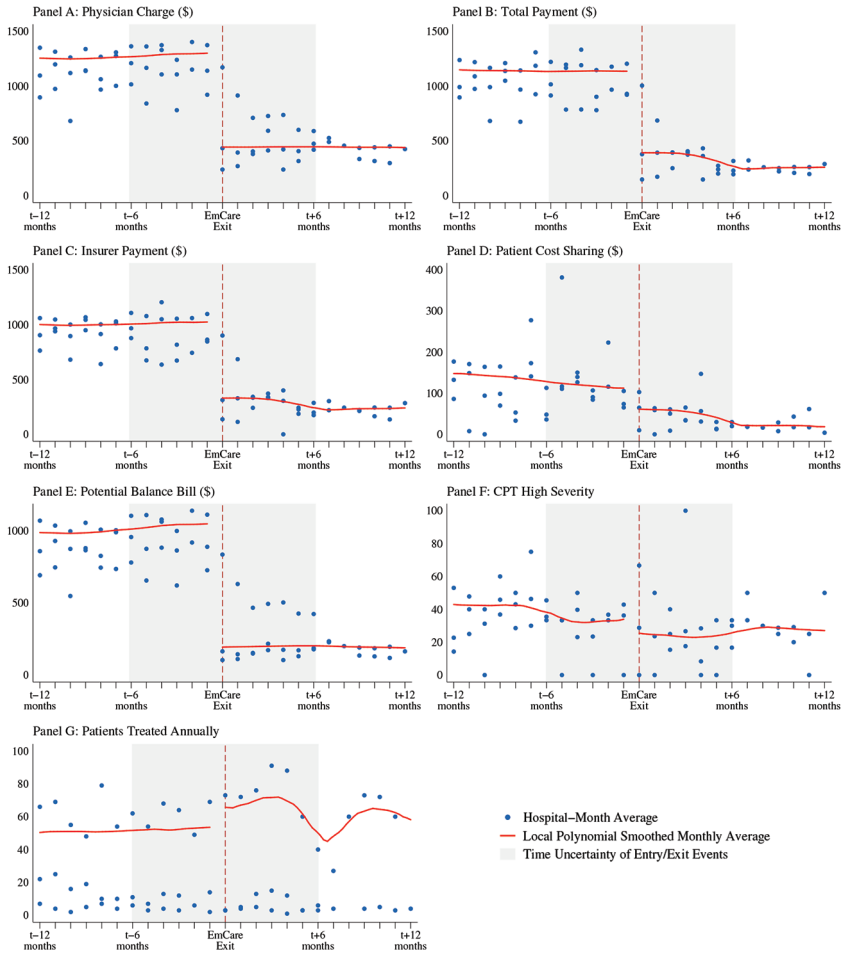 Panel A: Physician Charge ($)
1500
1000
500
0
t−12 months
t−6 months
EmCare Exit
t+6 months
t+12 months
Panel B: Total Payment ($)
1500
1000
500
0
t−12 months
t−6 months
EmCare Exit
t+6 months
t+12 months
Panel C: Insurer Payment ($)
1500
1000
500
0
t−12 months
t−6 months
EmCare Exit
t+6 months
t+12 months
Panel D: Patient Cost Sharing ($)
400
300
200
100
0
t−12 months
t−6 months
EmCare Exit
t+6 months
t+12 months
Panel E: Potential Balance Bill ($)
1000
500
0
t−12 months
t−6 months
EmCare Exit
t+6 months
t+12 months
Panel F: CPT High Severity
100
80
60
40
20
0
t−12 months
t−6 months
EmCare Exit
t+6 months
t+12 months
Panel G: Patients Treated Annually
100
80
60
40
20
0
t−12 months
t−6 months
EmCare Exit
t+6 months
t+12 months
Hospital−Month Average
Local Polynomial Smoothed Monthly Average
Time Uncertainty of Entry/Exit Events